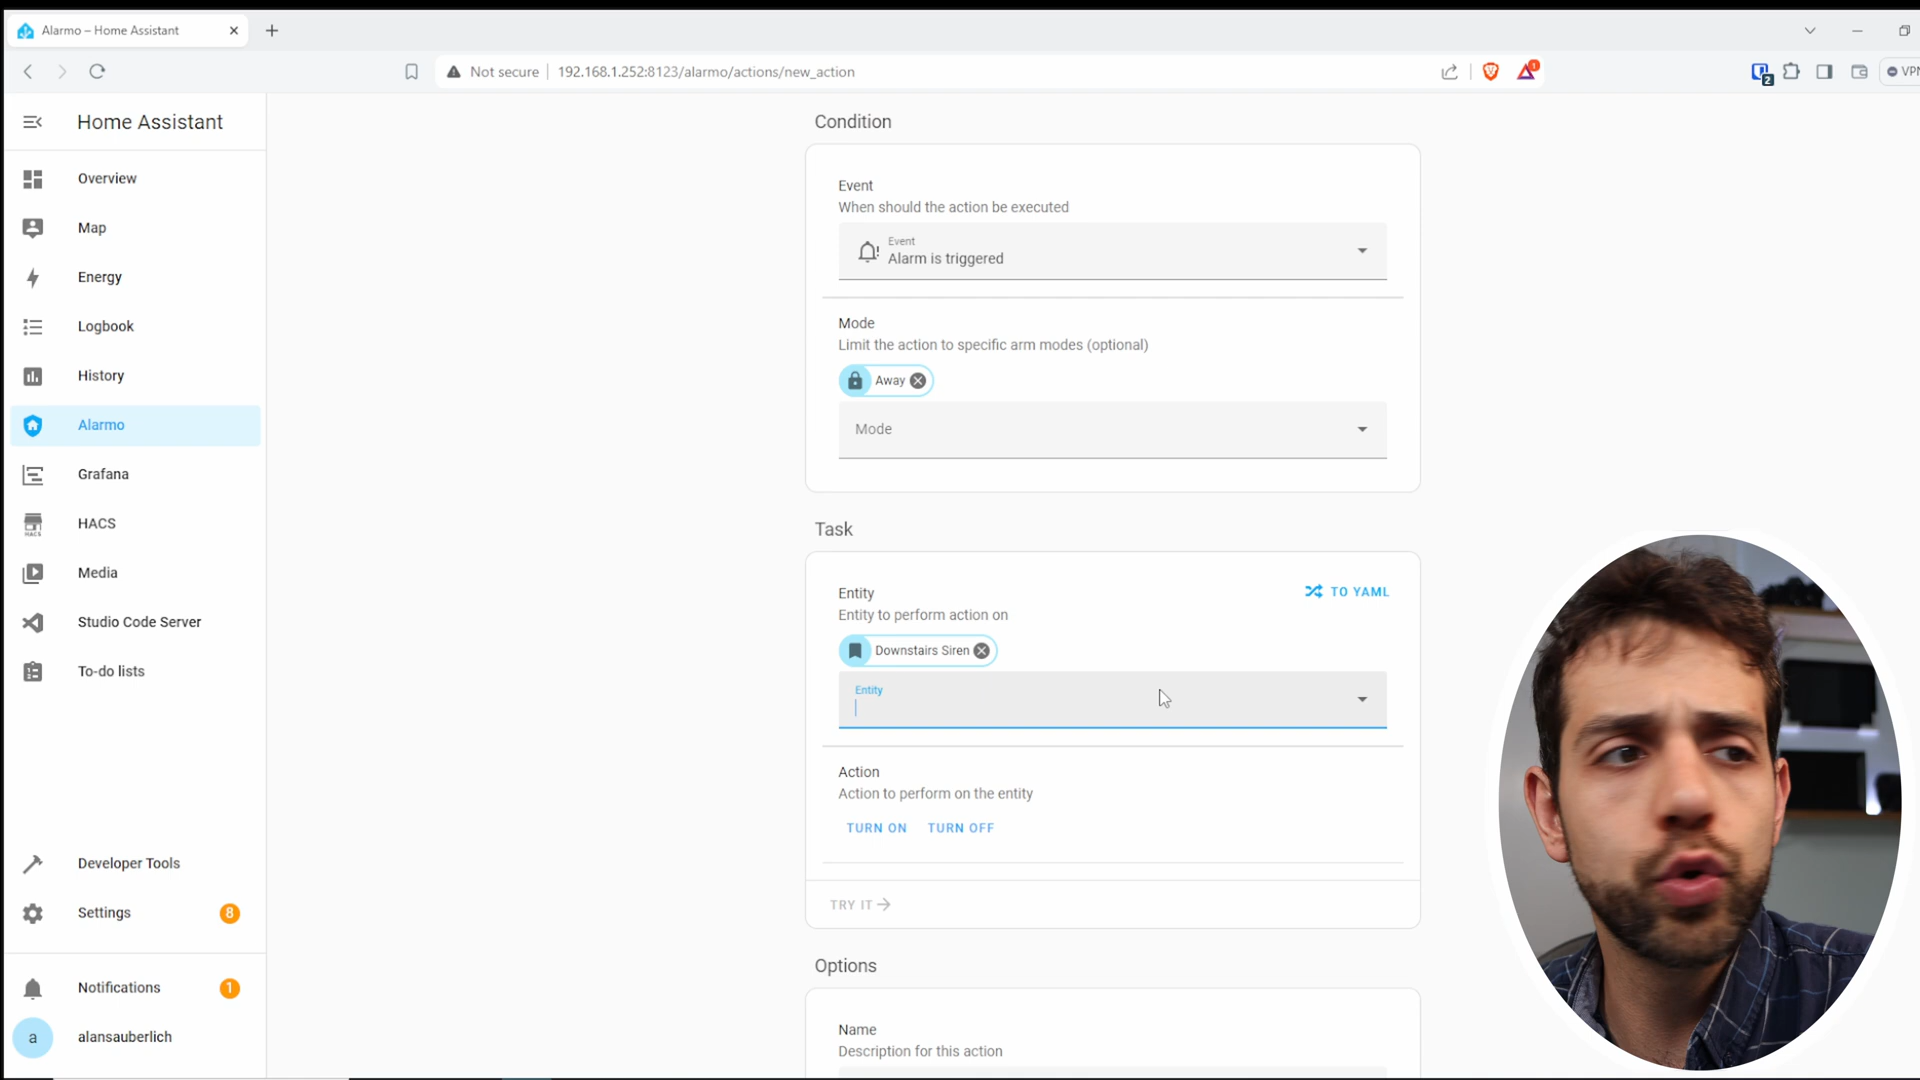 Alarmo – Home Assistant
Not secure
192.168.1.252:8123/alarmo/actions/new_action
1
2
VPN
Home Assistant
Overview
Map
Energy
Logbook
History
Alarmo
Grafana
HACS
HACS
Media
Studio Code Server
To-do lists
Developer Tools
Settings
8
Notifications
1
a
alansauberlich
Condition
Event
When should the action be executed
Event
Alarm is triggered
Mode
Limit the action to specific arm modes (optional)
Away
Mode
Task
Entity
TO YAML
Entity to perform action on
Downstairs Siren
Entity
Action
Action to perform on the entity
TURN ON TURN OFF
TRY IT
Options
Name
Description for this action